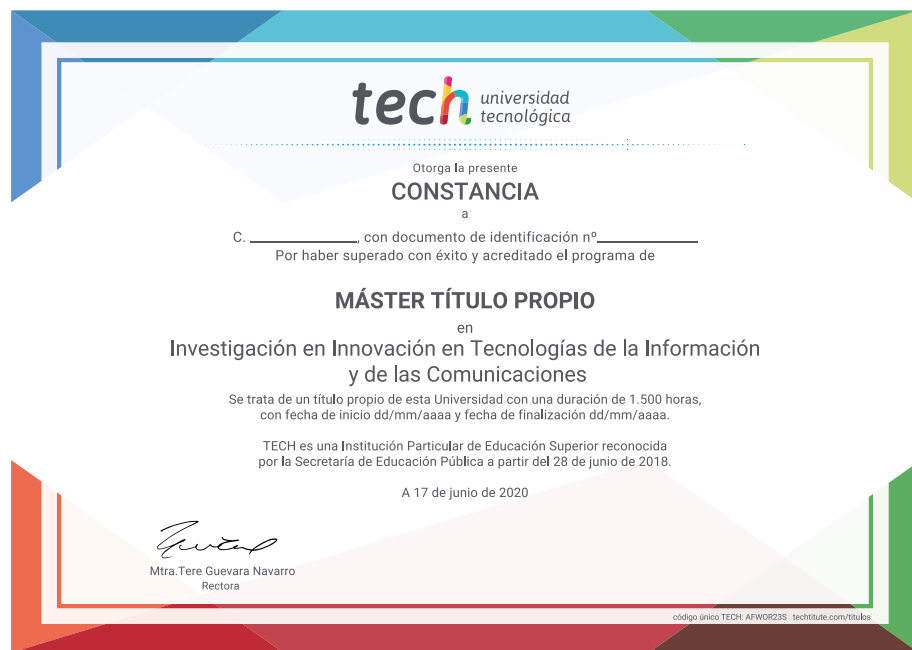 tech universidad
tecnológica
Otorga la presente
CONSTANCIA
a
C. ____________, con documento de identificación nº____________
Por haber superado con éxito y acreditado el programa de
MÁSTER TÍTULO PROPIO
en
Investigación en Innovación en Tecnologías de la Información
y de las Comunicaciones
Se trata de un título propio de esta Universidad con una duración de 1.500 horas,
con fecha de inicio dd/mm/aaaa y fecha de finalización dd/mm/aaaa.
TECH es una Institución Particular de Educación Superior reconocida
por la Secretaría de Educación Pública a partir del 28 de junio de 2018.
A 17 de junio de 2020
Mtra.Tere Guevara Navarro
Rectora
código único TECH: AFWOR23S techtitute.com/titulos